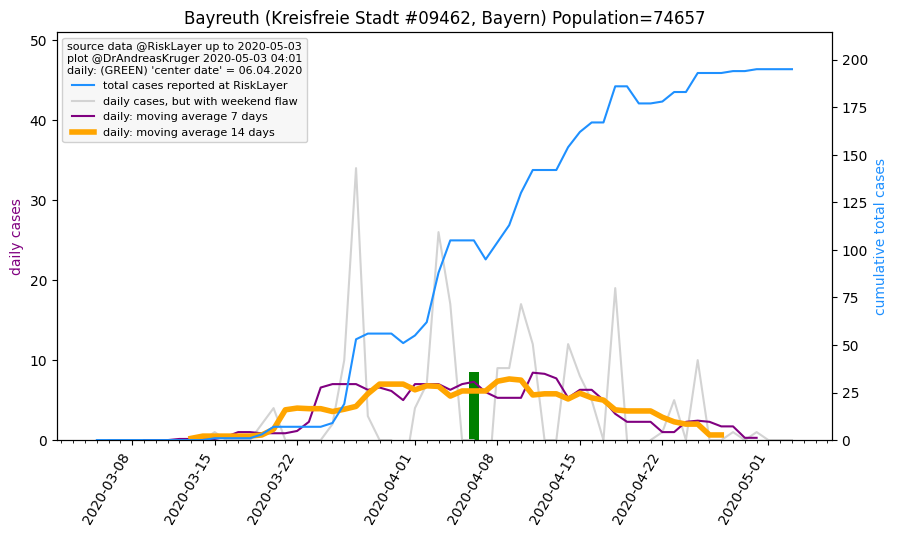 Bayreuth (Kreisfreie Stadt #09462, Bayern) Population=74657
source data @RiskLayer up to 2020-05-03
plot @DrAndreasKruger 2020-05-03 04:01
daily: (GREEN) 'center date' = 06.04.2020
total cases reported at RiskLayer
daily cases, but with weekend flaw
daily: moving average 7 days
daily: moving average 14 days
daily cases
50
40
30
20
10
0
cumulative total cases
200
175
150
125
100
75
50
25
0
2020-03-08
2020-03-15
2020-03-22
2020-04-01
2020-04-08
2020-04-15
2020-04-22
2020-05-01